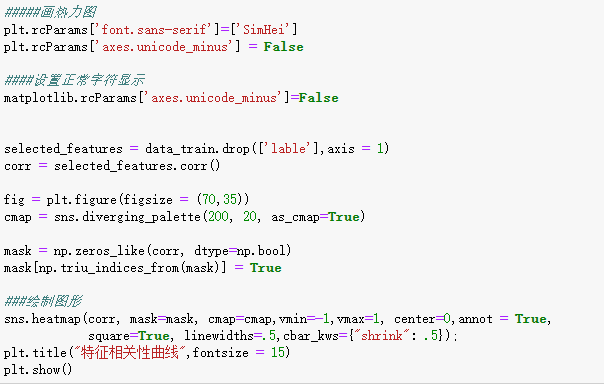 #####画热力图
plt.rcParams['font.sans-serif']=['SimHei']
plt.rcParams['axes.unicode_minus'] = False
####设置正常字符显示
matplotlib.rcParams['axes.unicode_minus']=False
selected_features = data_train.drop(['lable'],axis = 1)
corr = selected_features.corr()
fig = plt.figure(figsize = (70,35))
cmap = sns.diverging_palette(200, 20, as_cmap=True)
mask = np.zeros_like(corr, dtype=np.bool)
mask[np.triu_indices_from(mask)] = True
###绘制图形
sns.heatmap(corr, mask=mask, cmap=cmap,vmin=-1,vmax=1, center=0,annot = True,
square=True, linewidths=.5,cbar_kws={"shrink": .5});
plt.title("特征相关性曲线",fontsize = 15)
plt.show()